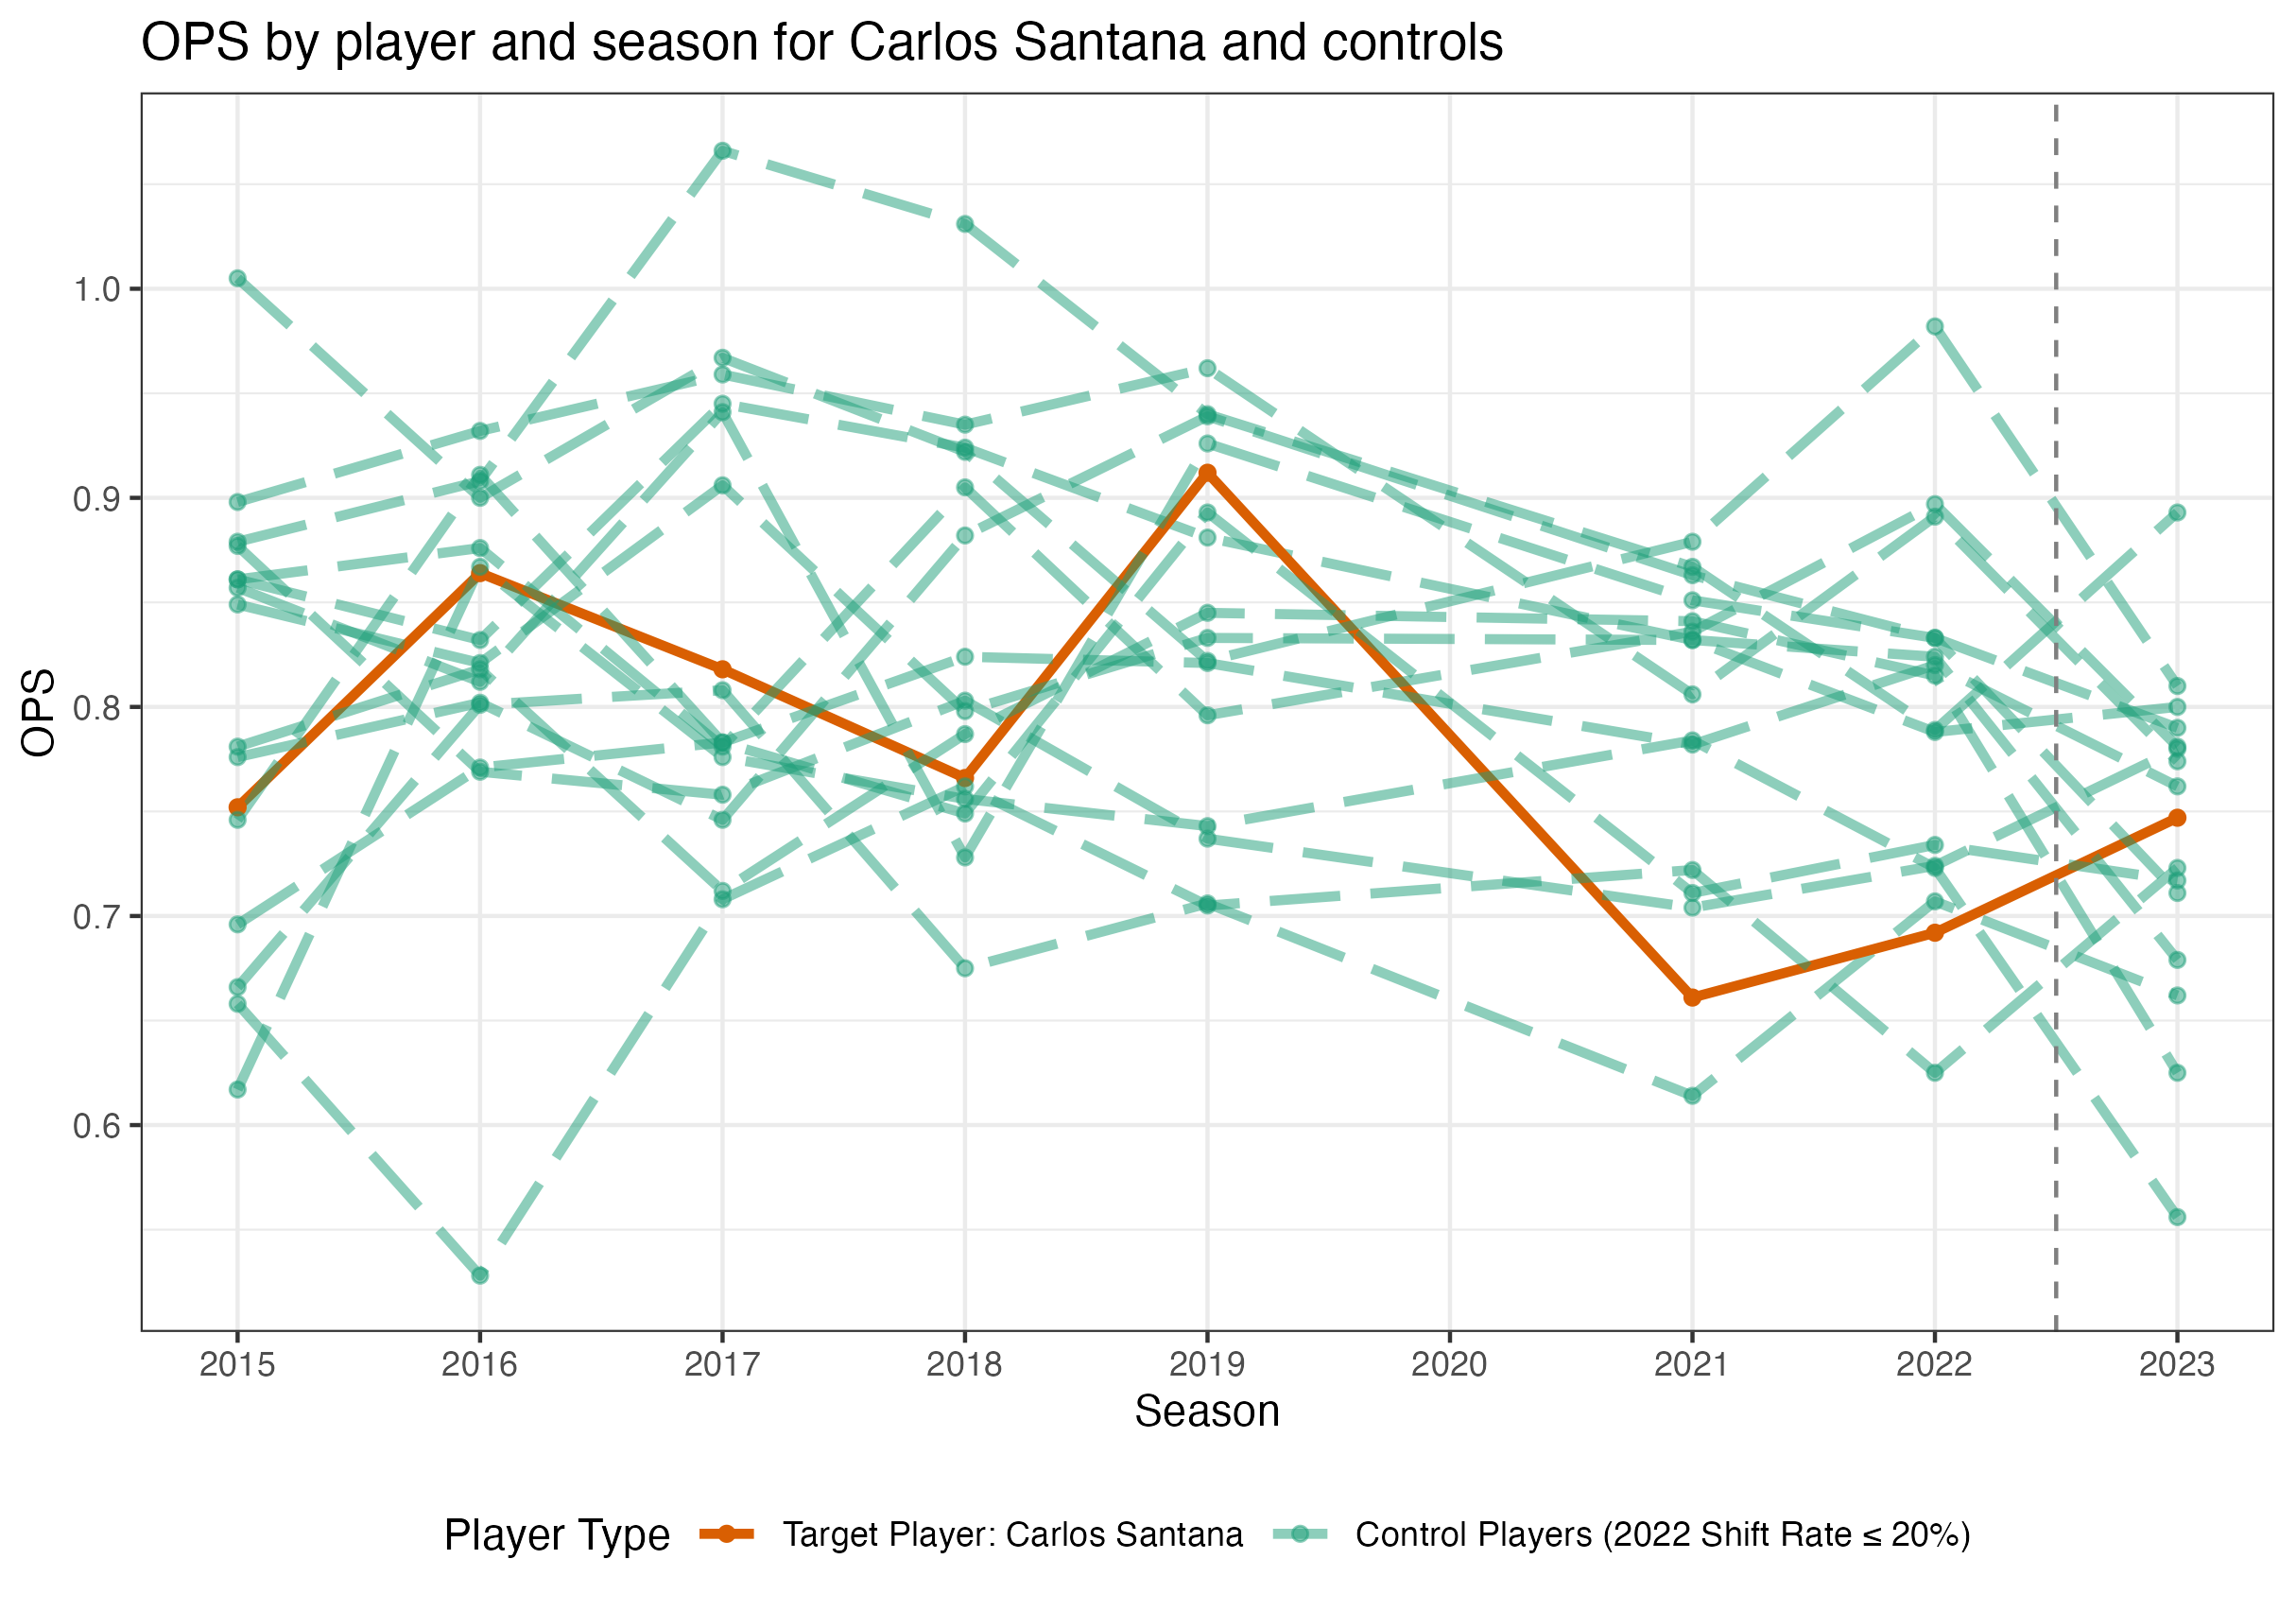 OPS by player and season for Carlos Santana and controls
OPS
1.0
0.9
0.8
0.7
0.6
2015 2016 2017 2018 2019 2020 2021 2022 2023
Season
Player Type Target Player: Carlos Santana Control Players (2022 Shift Rate ≤ 20%)